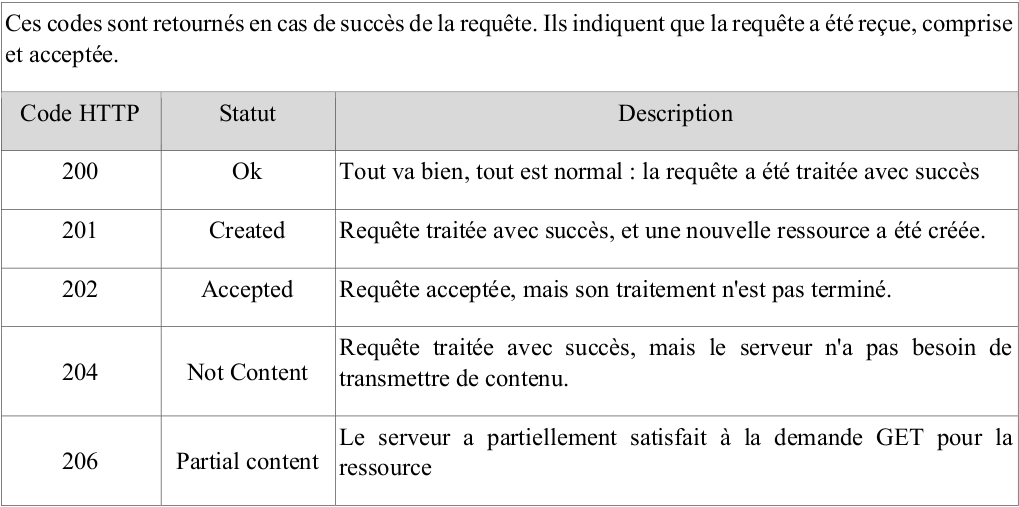 Ces codes sont retournés en cas de succès de la requête. Ils indiquent que la requête a été reçue, comprise
et acceptée.
Code HTTP Statut Description
200 Ok Tout va bien, tout est normal : la requête a été traitée avec succès
201 Created Requête traitée avec succès, et une nouvelle ressource a été créée.
202 Accepted Requête acceptée, mais son traitement n'est pas terminé.
204 Not Content Requête traitée avec succès, mais le serveur n'a pas besoin de
transmettre de contenu.
206 Partial content Le serveur a partiellement satisfait à la demande GET pour la
ressource